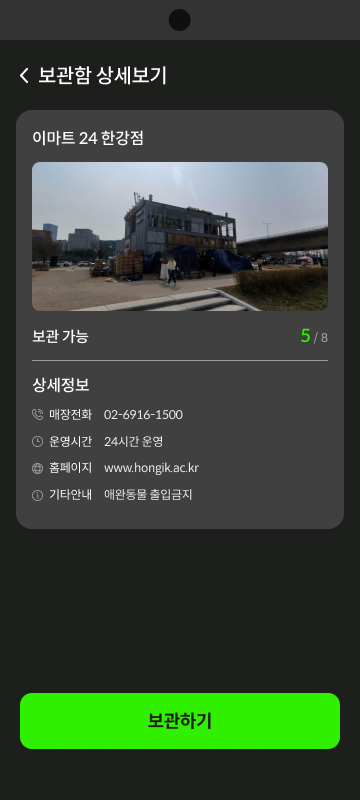 보관함 상세보기
이마트 24 한강점
보관 가능 5 / 8
상세정보
매장전화 02-6916-1500
운영시간 24시간 운영
홈페이지 www.hongik.ac.kr
기타안내 애완동물 출입금지
보관하기